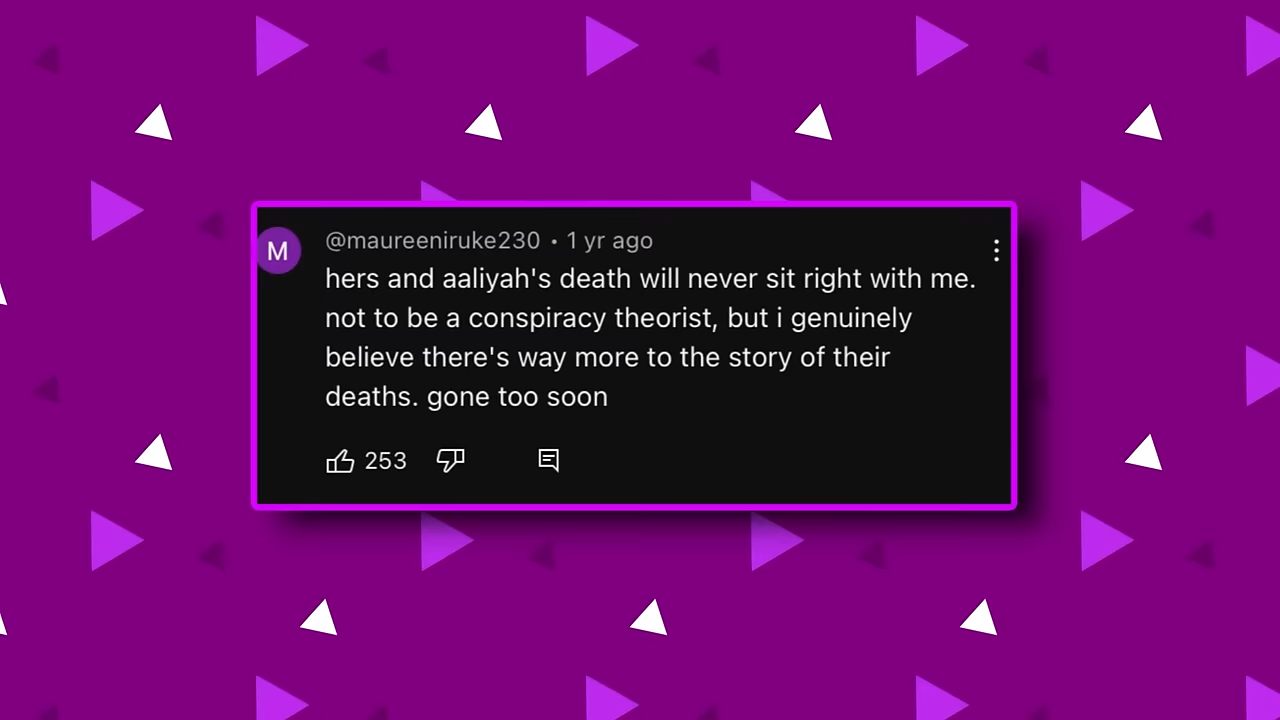 M
@maureeniruke230 • 1 yr ago
hers and aaliyah's death will never sit right with me.
not to be a conspiracy theorist, but i genuinely
believe there's way more to the story of their
deaths. gone too soon
253